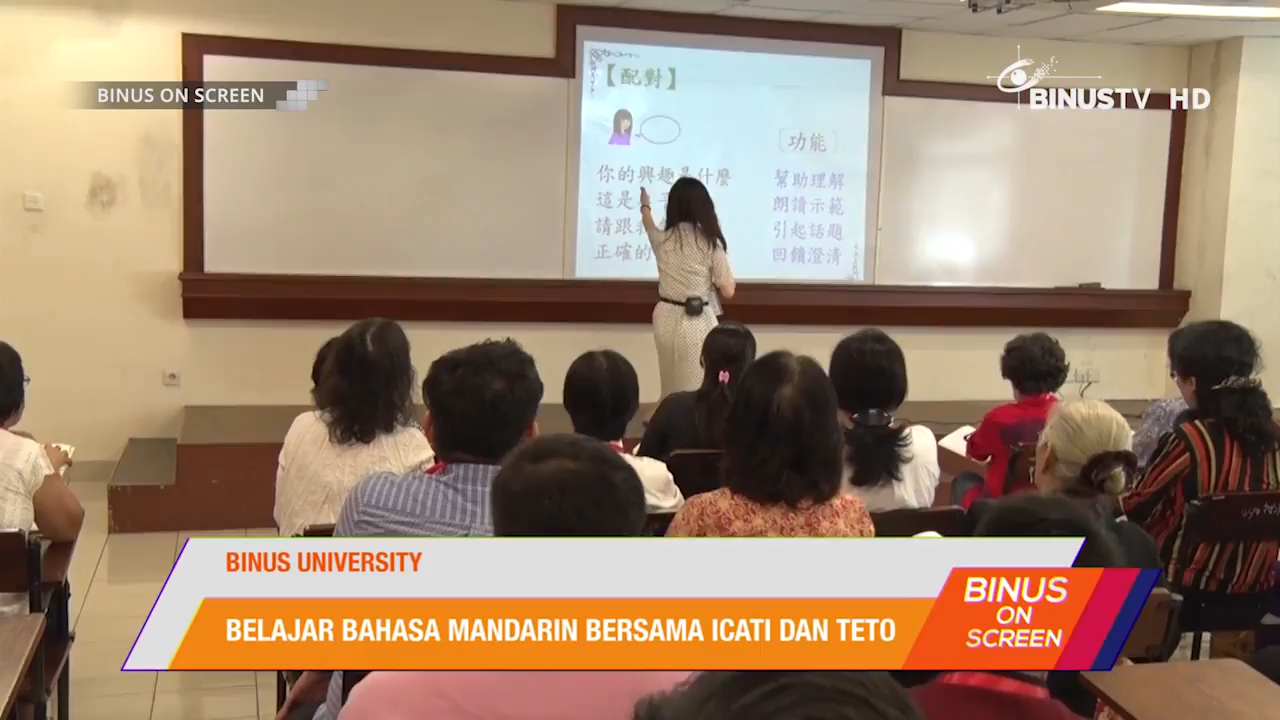 BINUS ON SCREEN
BINUSTV HD
【配對】
功能
你的興趣是什麼
幫助理解
這是
朗讀示範
請跟我
引起話題
正確的
回饋澄清
BINUS UNIVERSITY
BELAJAR BAHASA MANDARIN BERSAMA ICATI DAN TETO
BINUS
ON
SCREEN